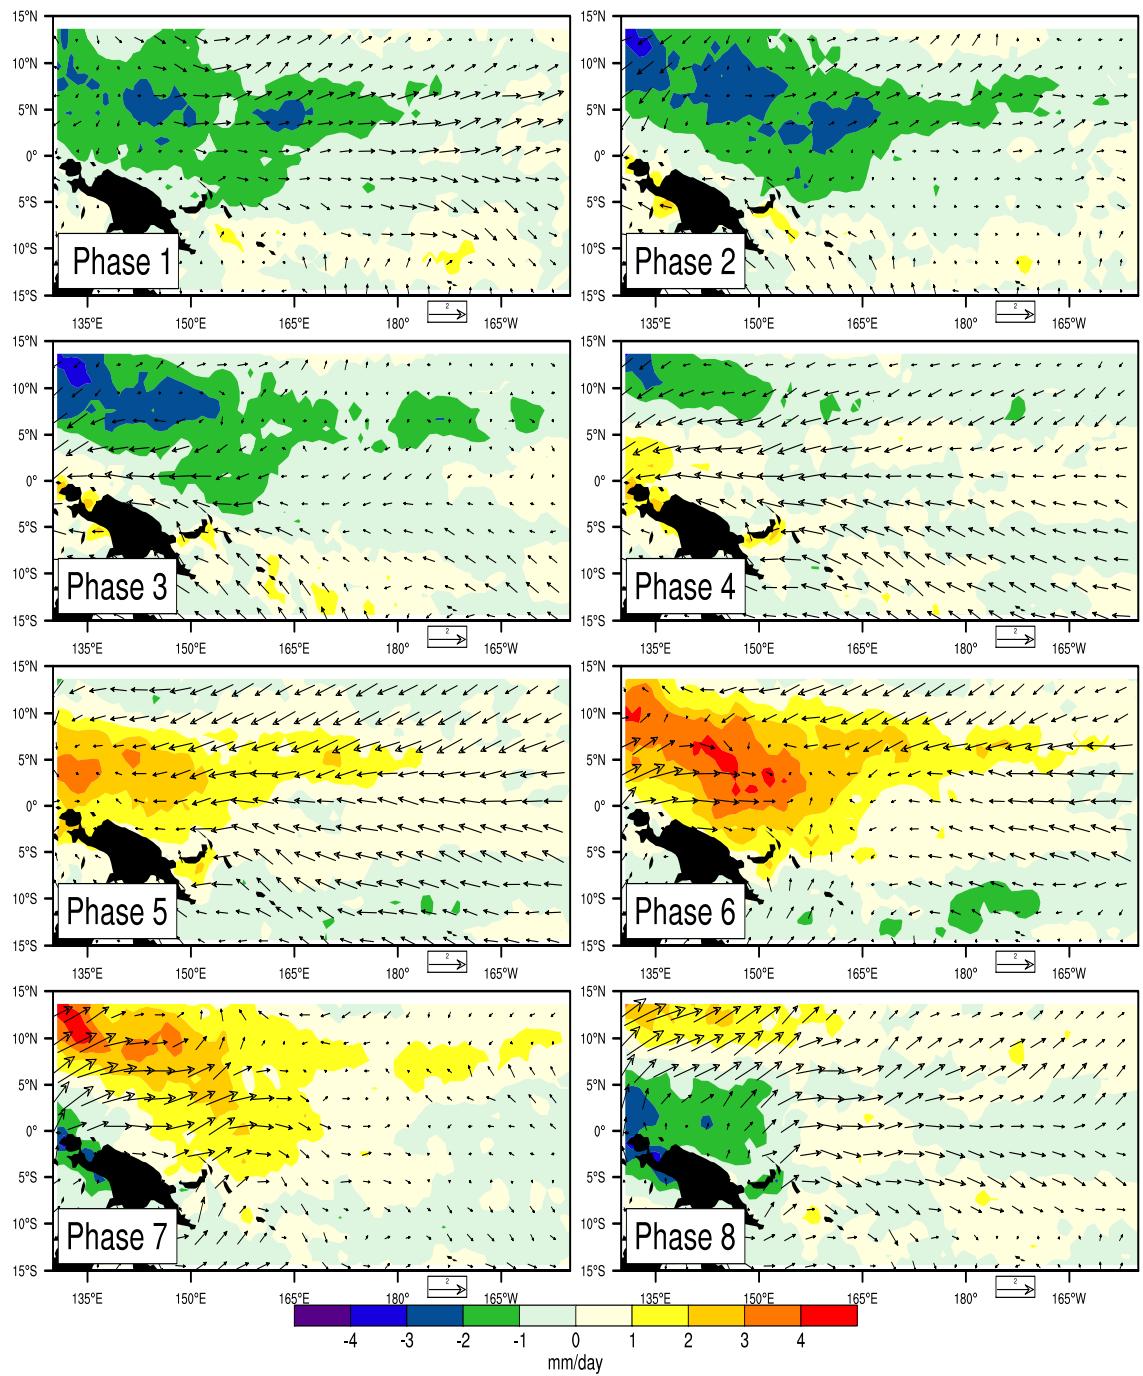 15°N 15°N
10°N 10°N
5°N 5°N
0° 0°
5°S 5°S
10°S 10°S
Phase 1 Phase 2
15°S 15°S
2 2
135°E 150°E 165°E 180° 165°W 135°E 150°E 165°E 180° 165°W
15°N 15°N
10°N 10°N
5°N 5°N
0° 0°
5°S 5°S
10°S 10°S
Phase 3 Phase 4
15°S 15°S
2 2
135°E 150°E 165°E 180° 165°W 135°E 150°E 165°E 180° 165°W
15°N 15°N
10°N 10°N
5°N 5°N
0° 0°
5°S 5°S
10°S 10°S
Phase 5 Phase 6
15°S 15°S
2 2
135°E 150°E 165°E 180° 165°W 135°E 150°E 165°E 180° 165°W
15°N 15°N
10°N 10°N
5°N 5°N
0° 0°
5°S 5°S
10°S 10°S
Phase 7 Phase 8
15°S 15°S
2 2
135°E 150°E 165°E 180° 165°W 135°E 150°E 165°E 180° 165°W
-4 -3 -2 -1 0 1 2 3 4
mm/day